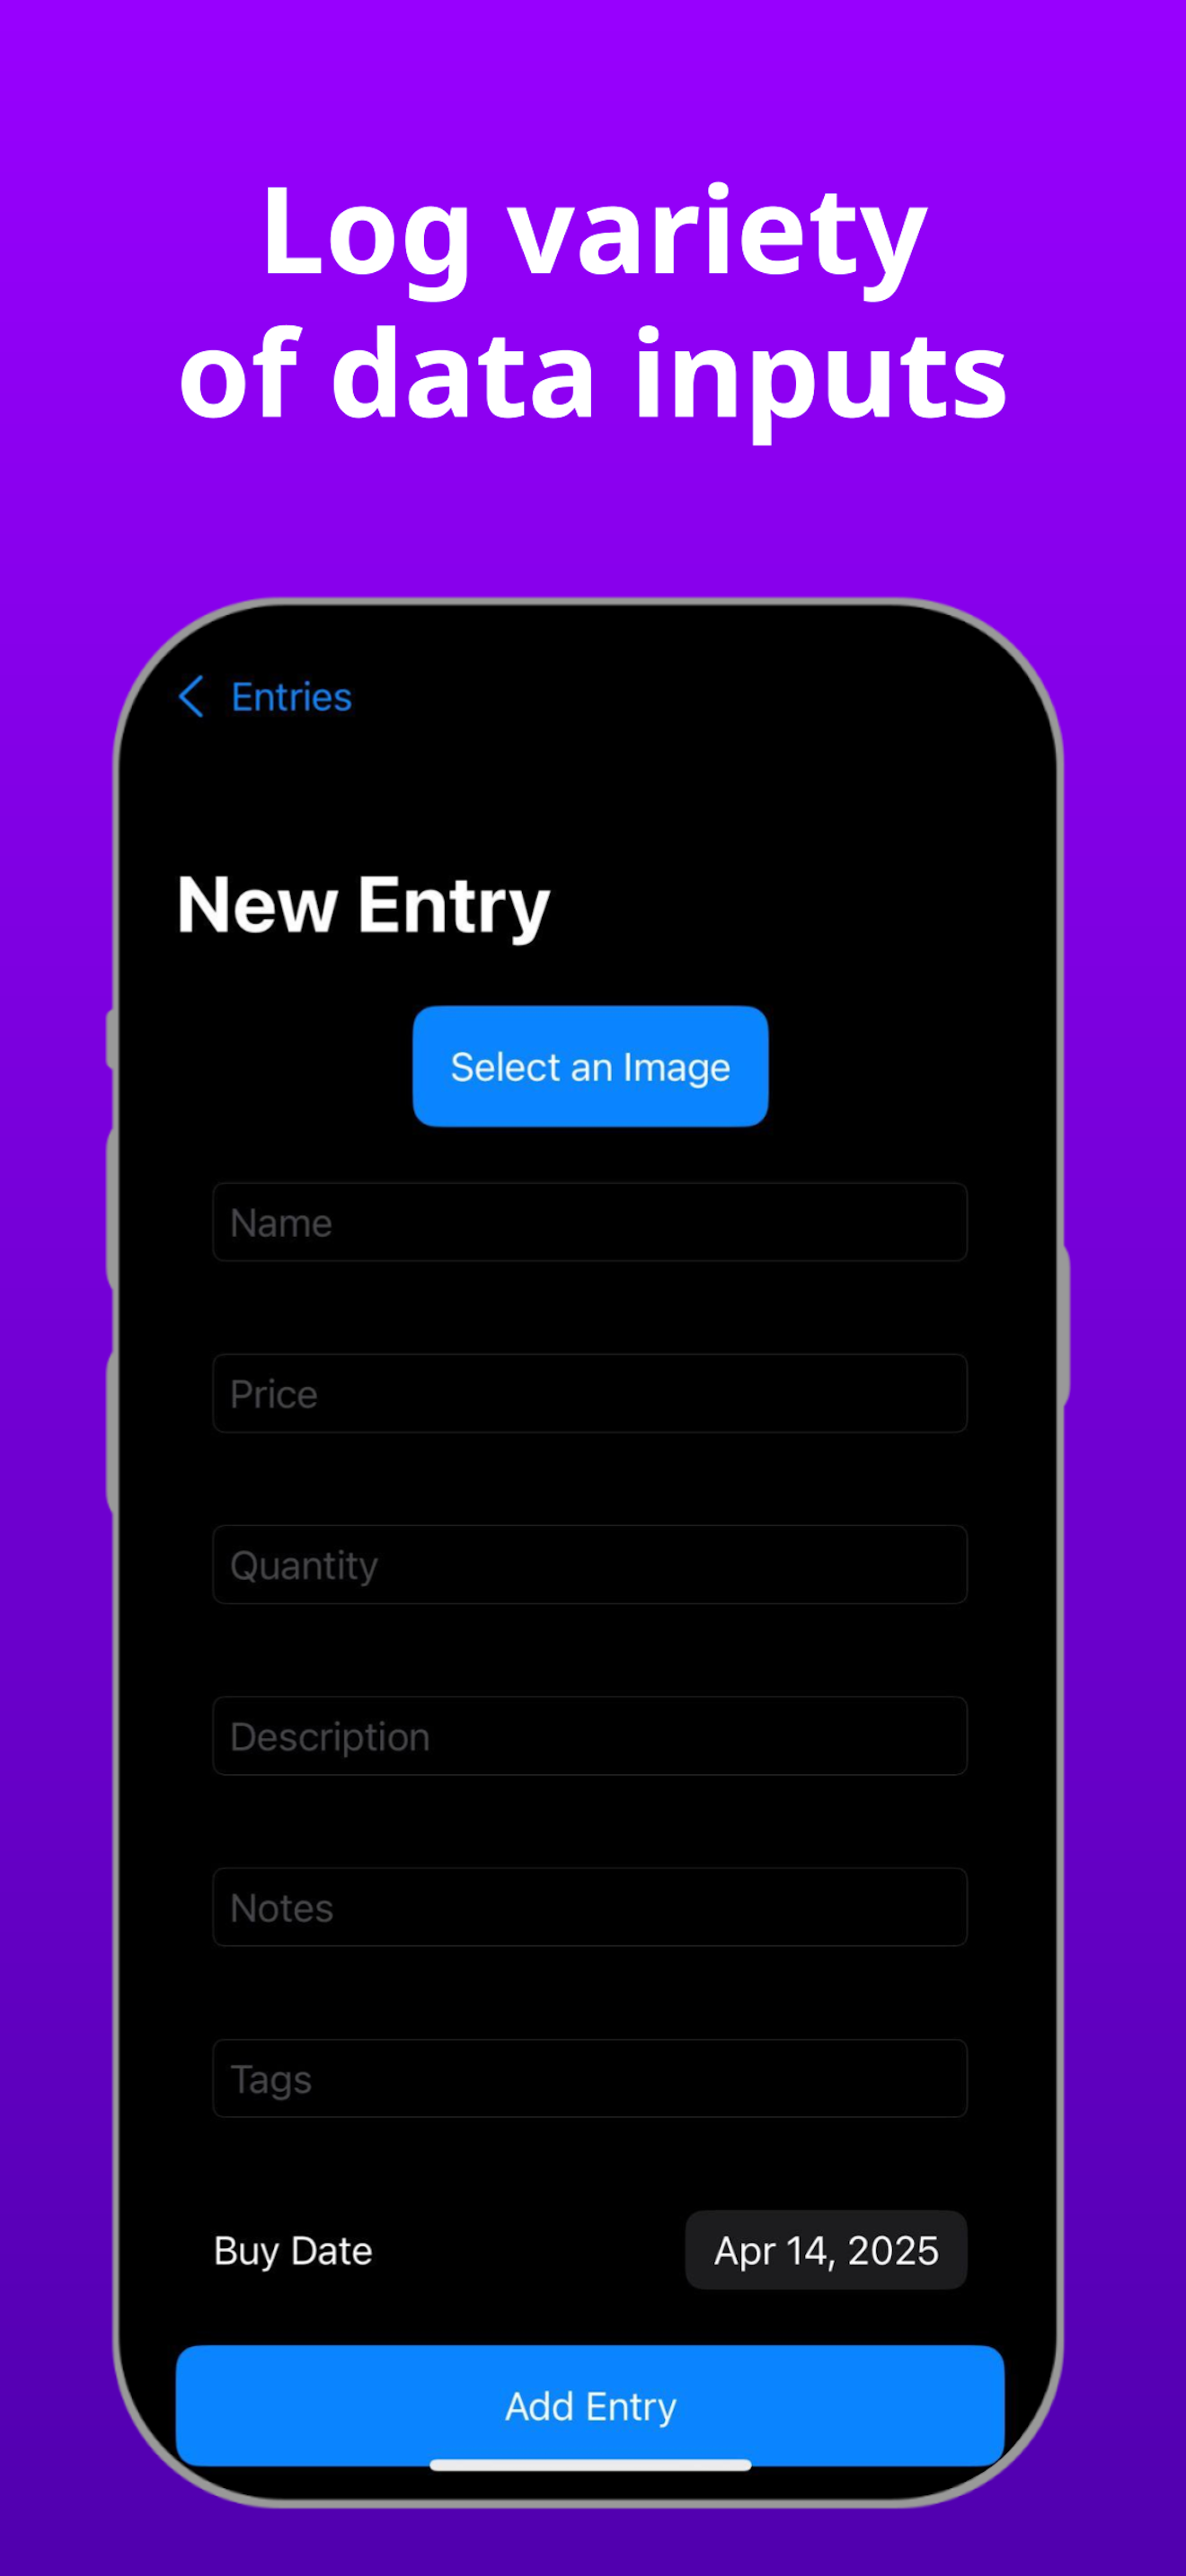 Log variety
of data inputs
Entries
New Entry
Select an Image
Name
Price
Quantity
Description
Notes
Tags
Buy Date Apr 14, 2025
Add Entry